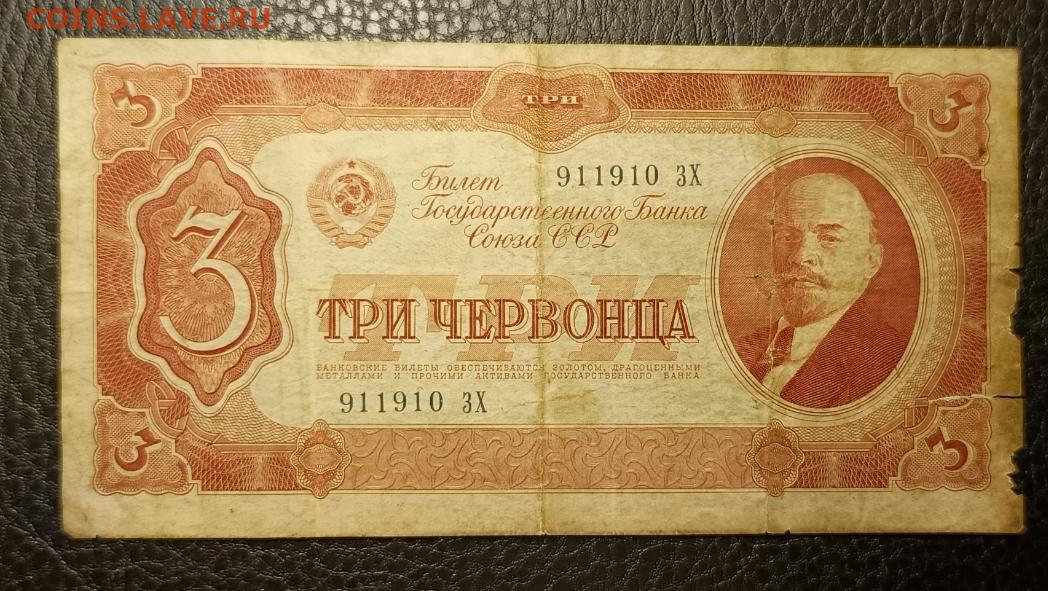 COINS.LAVE.RU
3 ТРИ 3
Билет 911910 ЗХ
Государственного Банка
Союза ССР
3
ТРИ
ТРИ ЧЕРВОНЦА
БАНКОВСКИЕ БИЛЕТЫ ОБЕСПЕЧИВАЮТСЯ ЗОЛОТОМ, ДРАГОЦЕННЫМИ
МЕТАЛЛАМИ И ПРОЧИМИ АКТИВАМИ ГОСУДАРСТВЕННОГО БАНКА
911910 ЗХ
3 3